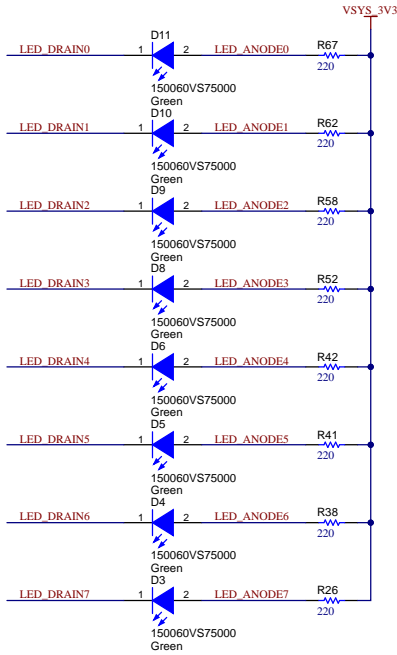 VSYS_3V3
D11
LED_DRAIN0 1 2 LED_ANODE0 R67
220
150060VS75000
Green
D10
LED_DRAIN1 1 2 LED_ANODE1 R62
220
150060VS75000
Green
D9
LED_DRAIN2 1 2 LED_ANODE2 R58
220
150060VS75000
Green
D8
LED_DRAIN3 1 2 LED_ANODE3 R52
220
150060VS75000
Green
D6
LED_DRAIN4 1 2 LED_ANODE4 R42
220
150060VS75000
Green
D5
LED_DRAIN5 1 2 LED_ANODE5 R41
220
150060VS75000
Green
D4
LED_DRAIN6 1 2 LED_ANODE6 R38
220
150060VS75000
Green
D3
LED_DRAIN7 1 2 LED_ANODE7 R26
220
150060VS75000
Green